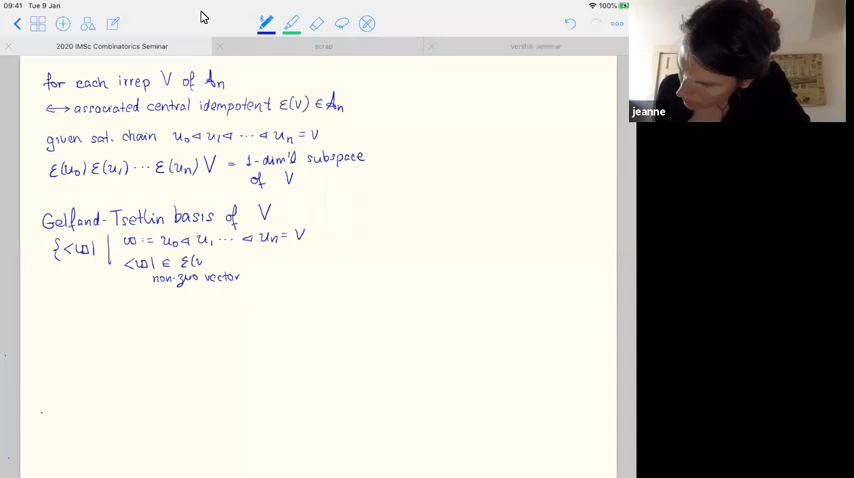 09:41 Tue 9 Jan
100%
2020 IMSc Combinatorics Seminar
scrap
verthik seminar
jeanne
for each irrep V of An
⟷ associated central idempotent ε(V) ∈ An
given sat. chain u₀ ◁ u₁ ◁ ··· ◁ uₙ = V
ε(u₀) ε(u₁) ··· ε(uₙ) V = 1-dim'l subspace
of V
Gelfand-Tsetlin basis of V
{<ω| | ω := u₀ ◁ u₁ ··· ◁ uₙ = V
<ω| ∈ ε(u
non-zero vector